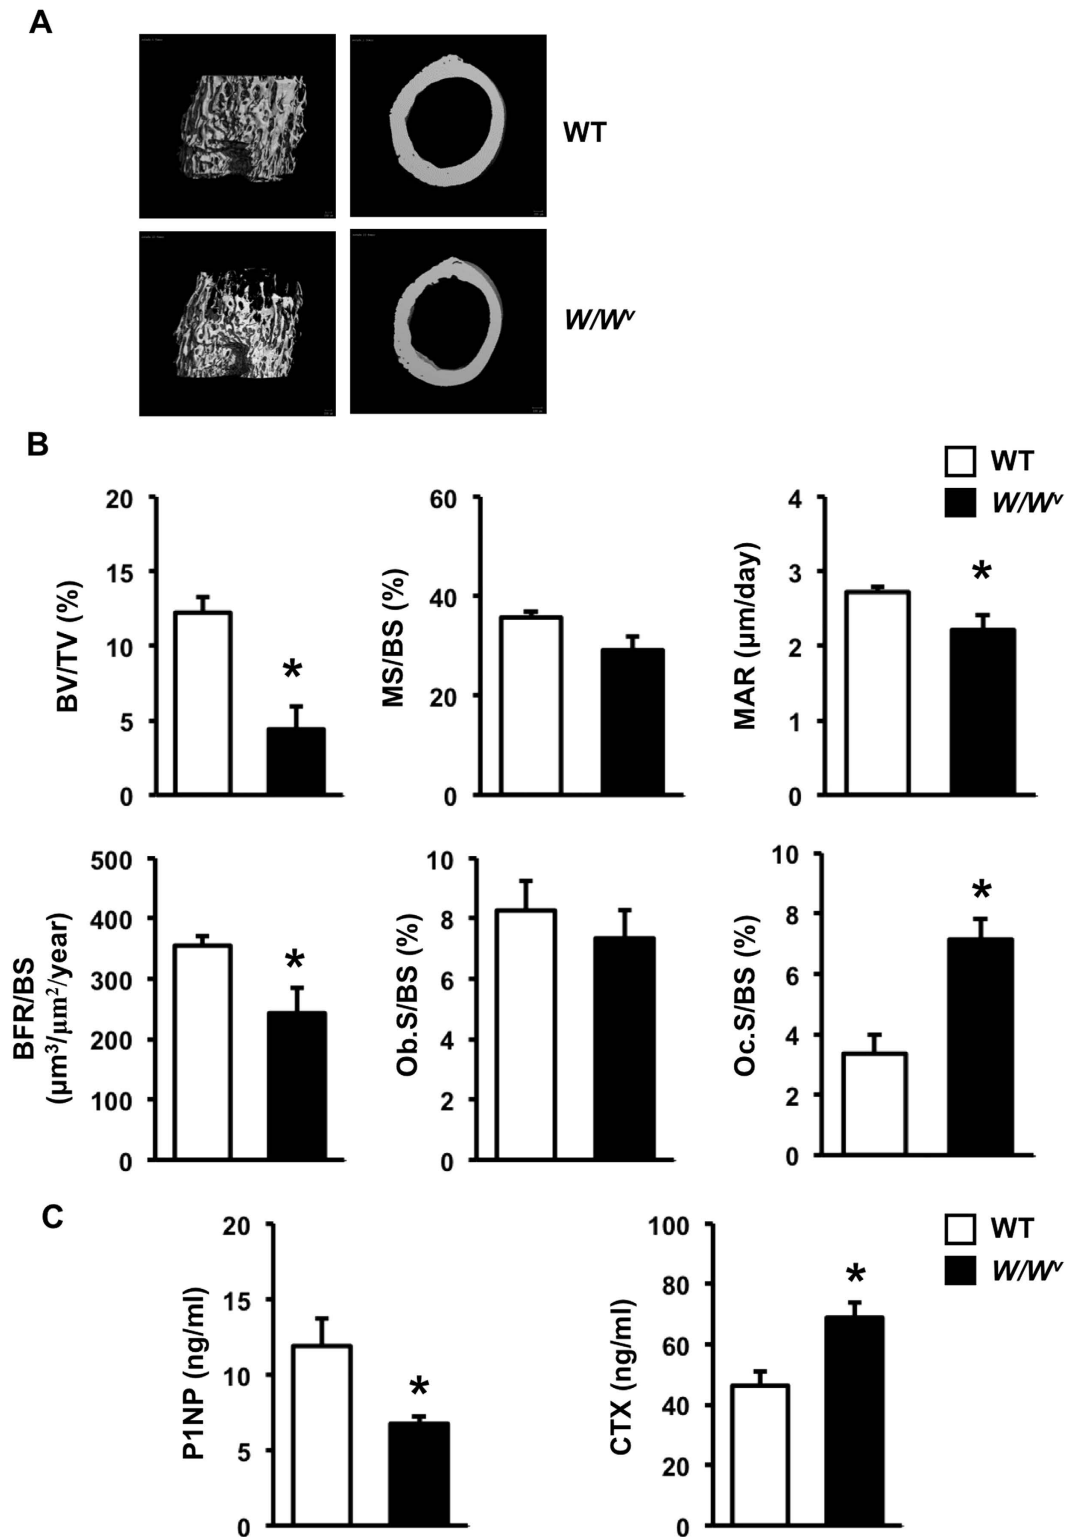 A
WT
W/Wᵛ
B
WT
W/Wᵛ
20
15
10
5
0
BV/TV (%)
60
40
20
0
MS/BS (%)
4
3
2
1
0
MAR (µm/day)
*
*
500
400
300
200
100
0
BFR/BS
(µm³/µm²/year)
*
10
8
6
4
2
0
Ob.S/BS (%)
10
8
6
4
2
0
Oc.S/BS (%)
*
C
WT
W/Wᵛ
20
15
10
5
0
P1NP (ng/ml)
*
100
80
60
40
20
0
CTX (ng/ml)
*